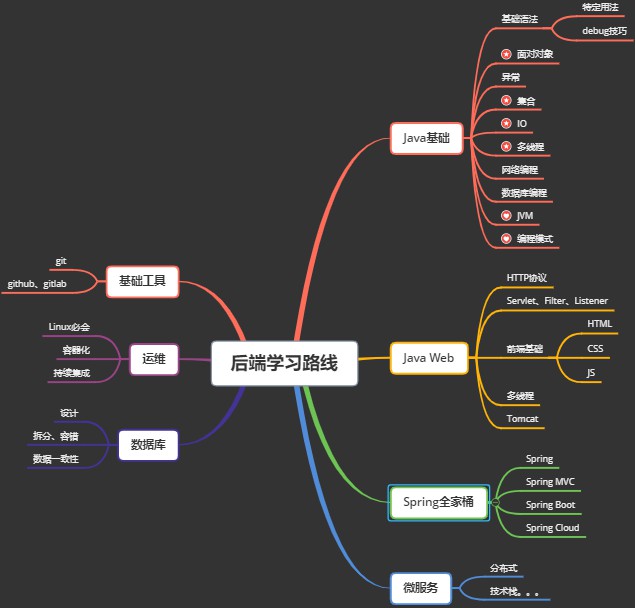 后端学习路线
Java基础
基础语法
特定用法
debug技巧
面对对象
异常
集合
IO
多线程
网络编程
数据库编程
JVM
编程模式
Java Web
HTTP协议
Servlet、Filter、Listener
前端基础
HTML
CSS
JS
多线程
Tomcat
Spring全家桶
Spring
Spring MVC
Spring Boot
Spring Cloud
微服务
分布式
技术栈。。。
基础工具
git
github、gitlab
运维
Linux必会
容器化
持续集成
数据库
设计
拆分、容错
数据一致性